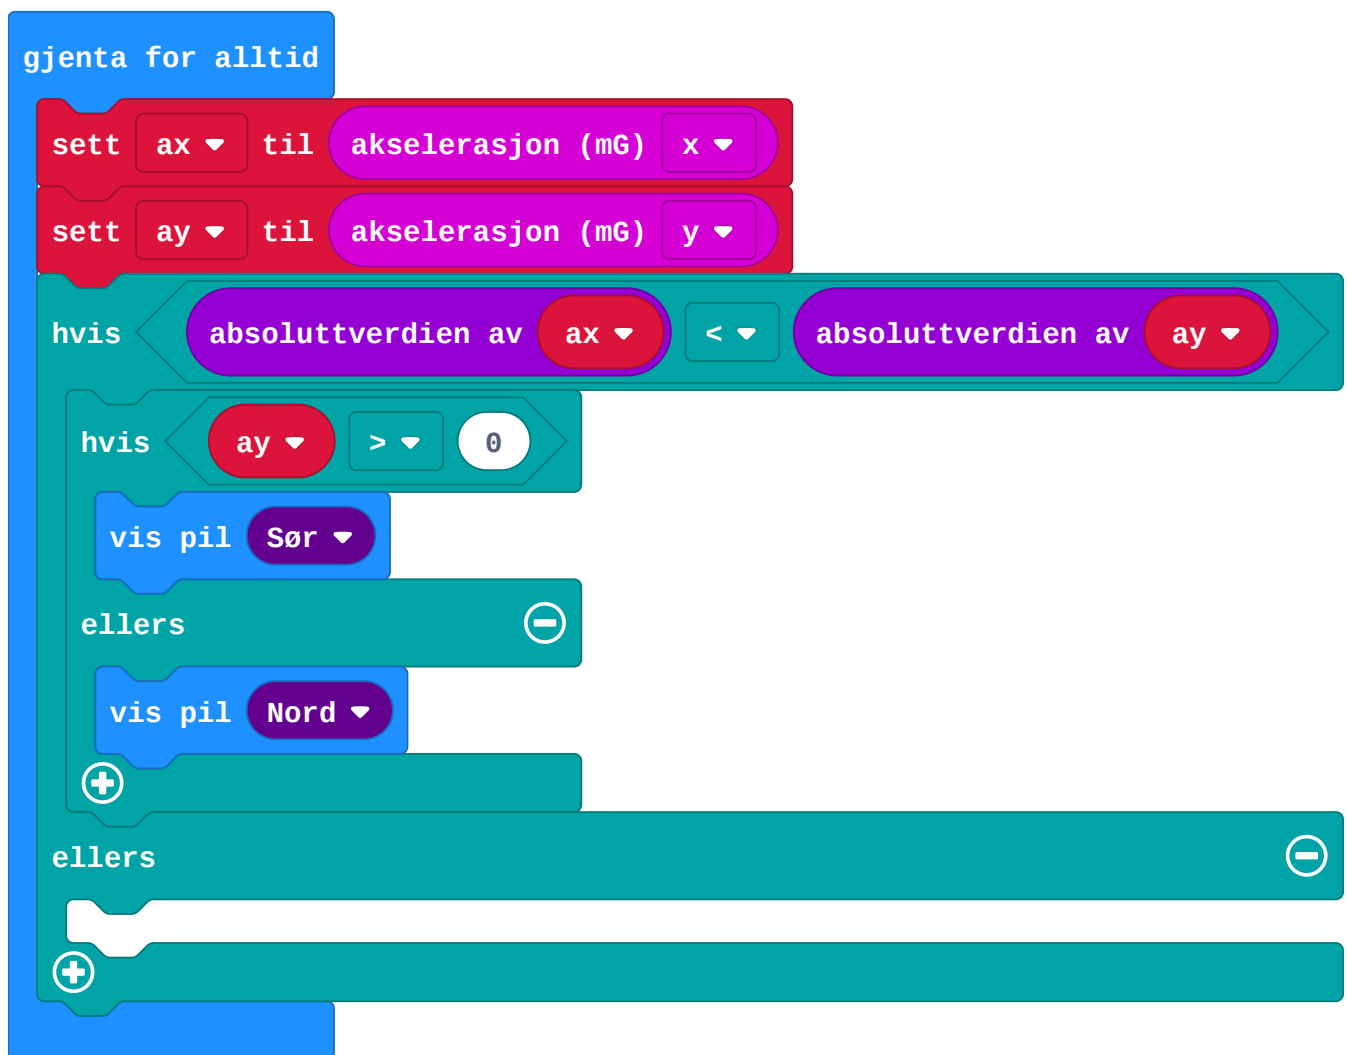 gjenta for alltid
sett ax til akselerasjon (mG) x
sett ay til akselerasjon (mG) y
hvis absoluttverdien av ax < absoluttverdien av ay
hvis ay > 0
vis pil Sør
ellers
vis pil Nord
ellers